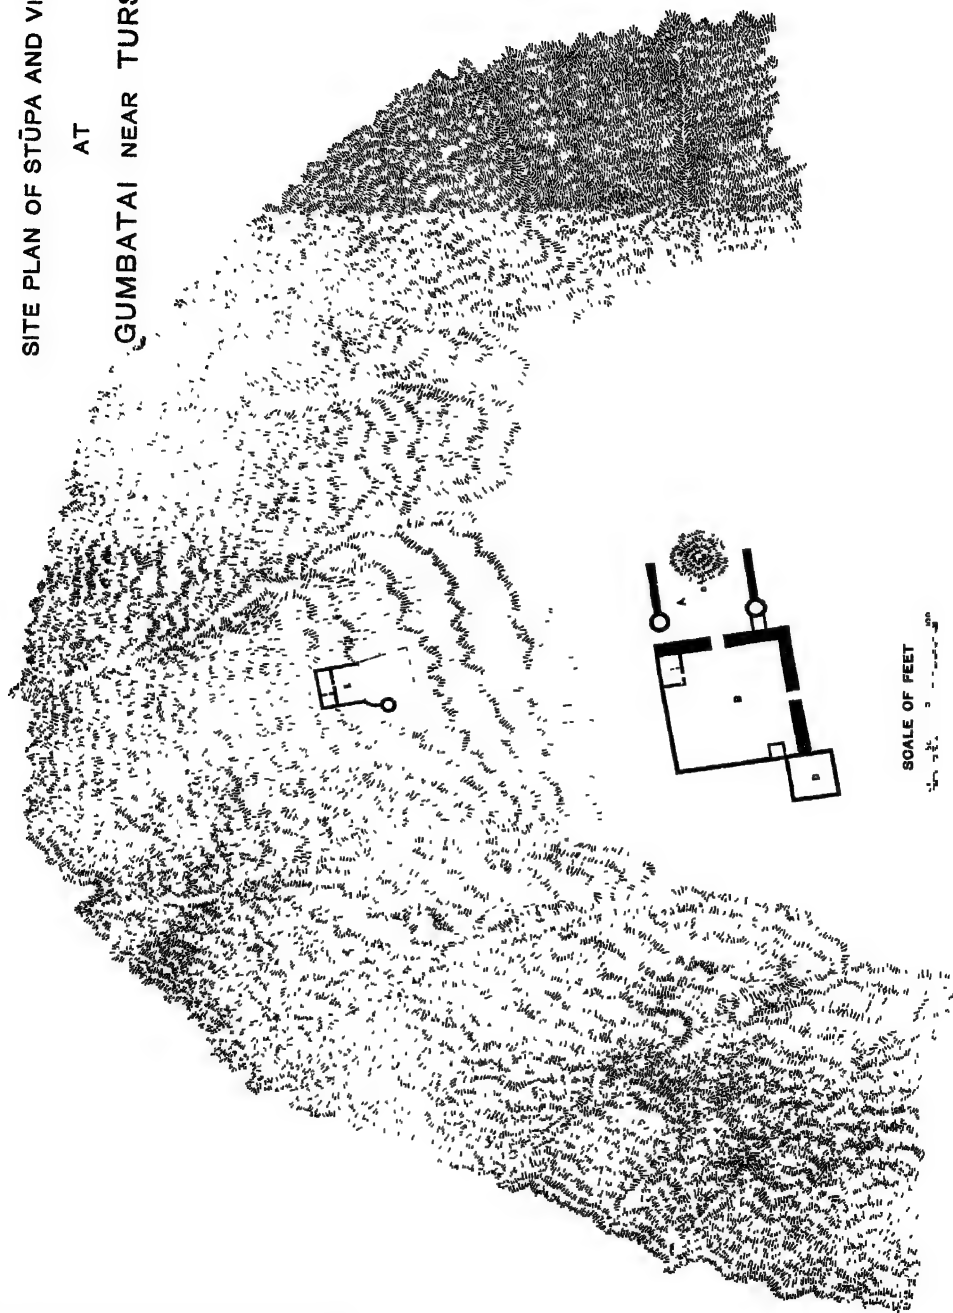 SITE PLAN OF STŪPA AND VI
AT
GUMBATAI NEAR TURS
A
SCALE OF FEET